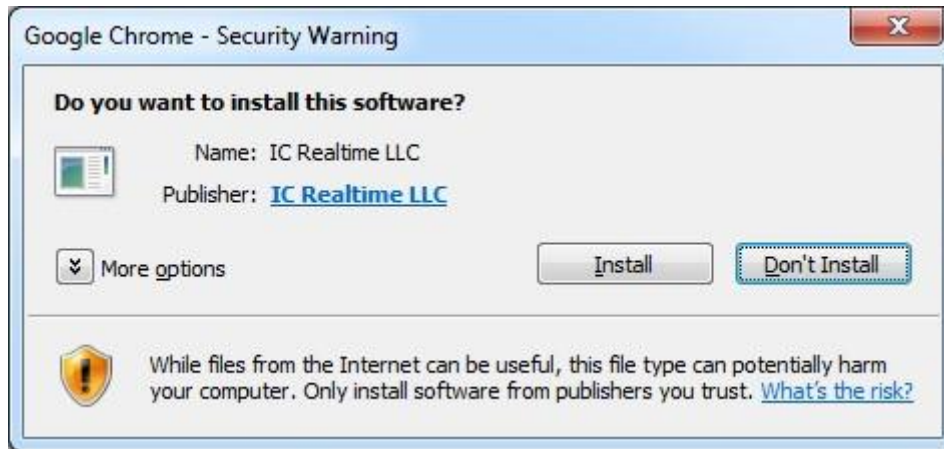 Google Chrome - Security Warning
Do you want to install this software?
Name: IC Realtime LLC
Publisher: IC Realtime LLC
More options
Install
Don't Install
While files from the Internet can be useful, this file type can potentially harm
your computer. Only install software from publishers you trust. What's the risk?